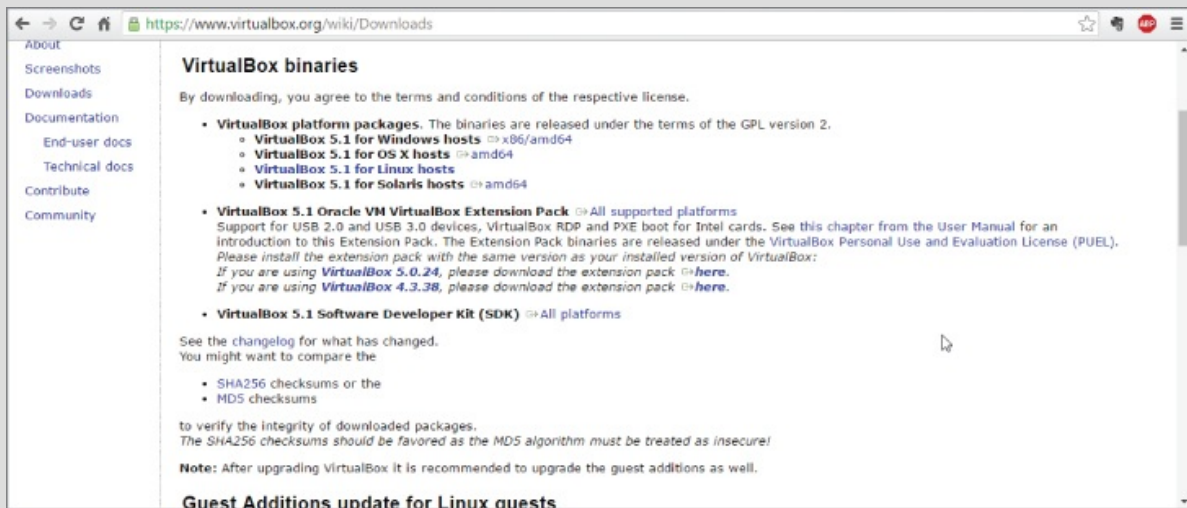 https://www.virtualbox.org/wiki/Downloads
ABP
About
Screenshots
Downloads
Documentation
End-user docs
Technical docs
Contribute
Community
VirtualBox binaries
By downloading, you agree to the terms and conditions of the respective license.
VirtualBox platform packages. The binaries are released under the terms of the GPL version 2.
VirtualBox 5.1 for Windows hosts x86/amd64
VirtualBox 5.1 for OS X hosts amd64
VirtualBox 5.1 for Linux hosts
VirtualBox 5.1 for Solaris hosts amd64
VirtualBox 5.1 Oracle VM VirtualBox Extension Pack All supported platforms
Support for USB 2.0 and USB 3.0 devices, VirtualBox RDP and PXE boot for Intel cards. See this chapter from the User Manual for an
introduction to this Extension Pack. The Extension Pack binaries are released under the VirtualBox Personal Use and Evaluation License (PUEL).
Please install the extension pack with the same version as your installed version of VirtualBox:
If you are using VirtualBox 5.0.24, please download the extension pack here.
If you are using VirtualBox 4.3.38, please download the extension pack here.
VirtualBox 5.1 Software Developer Kit (SDK) All platforms
See the changelog for what has changed.
You might want to compare the
SHA256 checksums or the
MD5 checksums
to verify the integrity of downloaded packages.
The SHA256 checksums should be favored as the MD5 algorithm must be treated as insecure!
Note: After upgrading VirtualBox it is recommended to upgrade the guest additions as well.
Guest Additions update for Linux guests